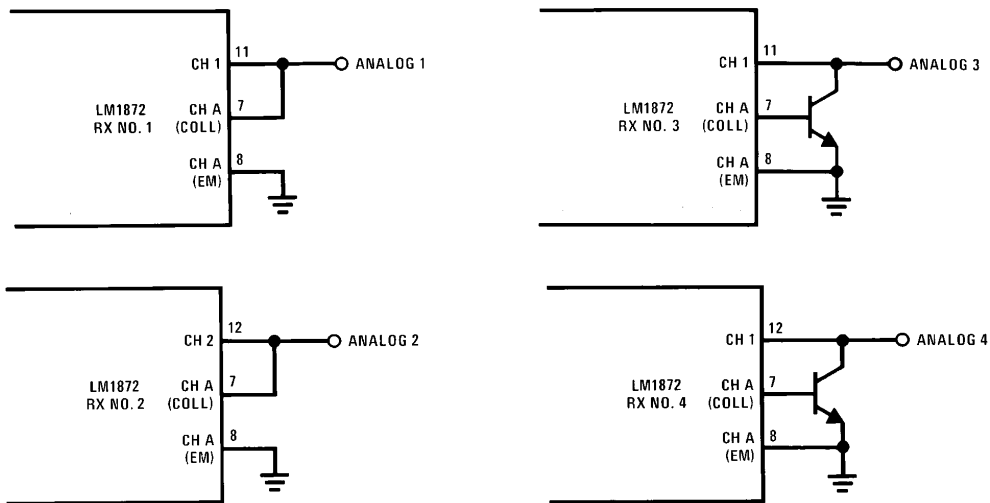 CH 1 11 ANALOG 1
LM1872
RX NO. 1
CH A
(COLL)
7
CH A
(EM)
8
CH 1 11 ANALOG 3
LM1872
RX NO. 3
CH A
(COLL)
7
CH A
(EM)
8
CH 2 12 ANALOG 2
LM1872
RX NO. 2
CH A
(COLL)
7
CH A
(EM)
8
CH 1 12 ANALOG 4
LM1872
RX NO. 4
CH A
(COLL)
7
CH A
(EM)
8